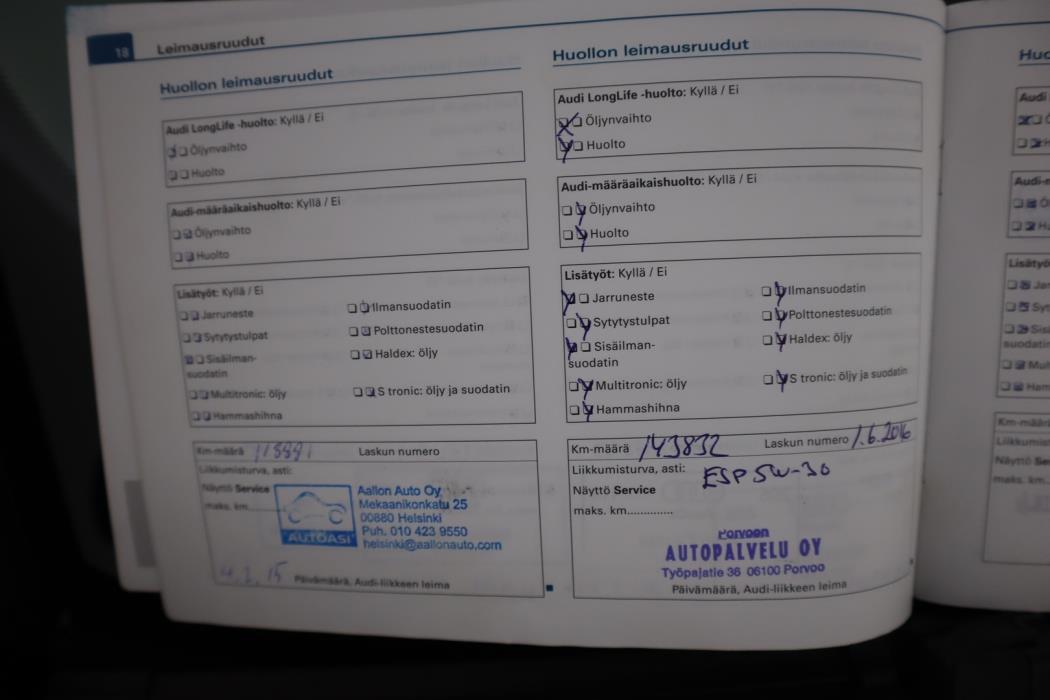 18 Leimausruudut
Huollon leimausruudut
Audi LongLife -huolto: Kyllä / Ei
Öljynvaihto
Huolto
Audi-määräaikaishuolto: Kyllä / Ei
Öljynvaihto
Huolto
Lisätyöt: Kyllä / Ei
Jarruneste
Sytytystulpat
Sisäilman-
suodatin
Multitronic: öljy
Hammashihna
Ilmansuodatin
Polttonestesuodatin
Haldex: öljy
S tronic: öljy ja suodatin
Km-määrä
Laskun numero
Liikkumisturva, asti:
Näyttö Service
maks. km
AUTOASI
Aallon Auto Oy
Mekaanikonkatu 25
00880 Helsinki
Puh. 010 423 9550
helsinki@aallonauto.com
Päivämäärä, Audi-liikkeen leima
Huollon leimausruudut
Audi LongLife -huolto: Kyllä / Ei
Öljynvaihto
Huolto
Audi-määräaikaishuolto: Kyllä / Ei
Öljynvaihto
Huolto
Lisätyöt: Kyllä / Ei
Jarruneste
Sytytystulpat
Sisäilman-
suodatin
Multitronic: öljy
Hammashihna
Ilmansuodatin
Polttonestesuodatin
Haldex: öljy
S tronic: öljy ja suodatin
Km-määrä 143832 Laskun numero 1.6.2016
Liikkumisturva, asti: ESP 5W-30
Näyttö Service
maks. km.............
Porvoon
AUTOPALVELU OY
Työpajatie 36 06100 Porvoo
Päivämäärä, Audi-liikkeen leima
Audi
Lisätyö
Km-määrä